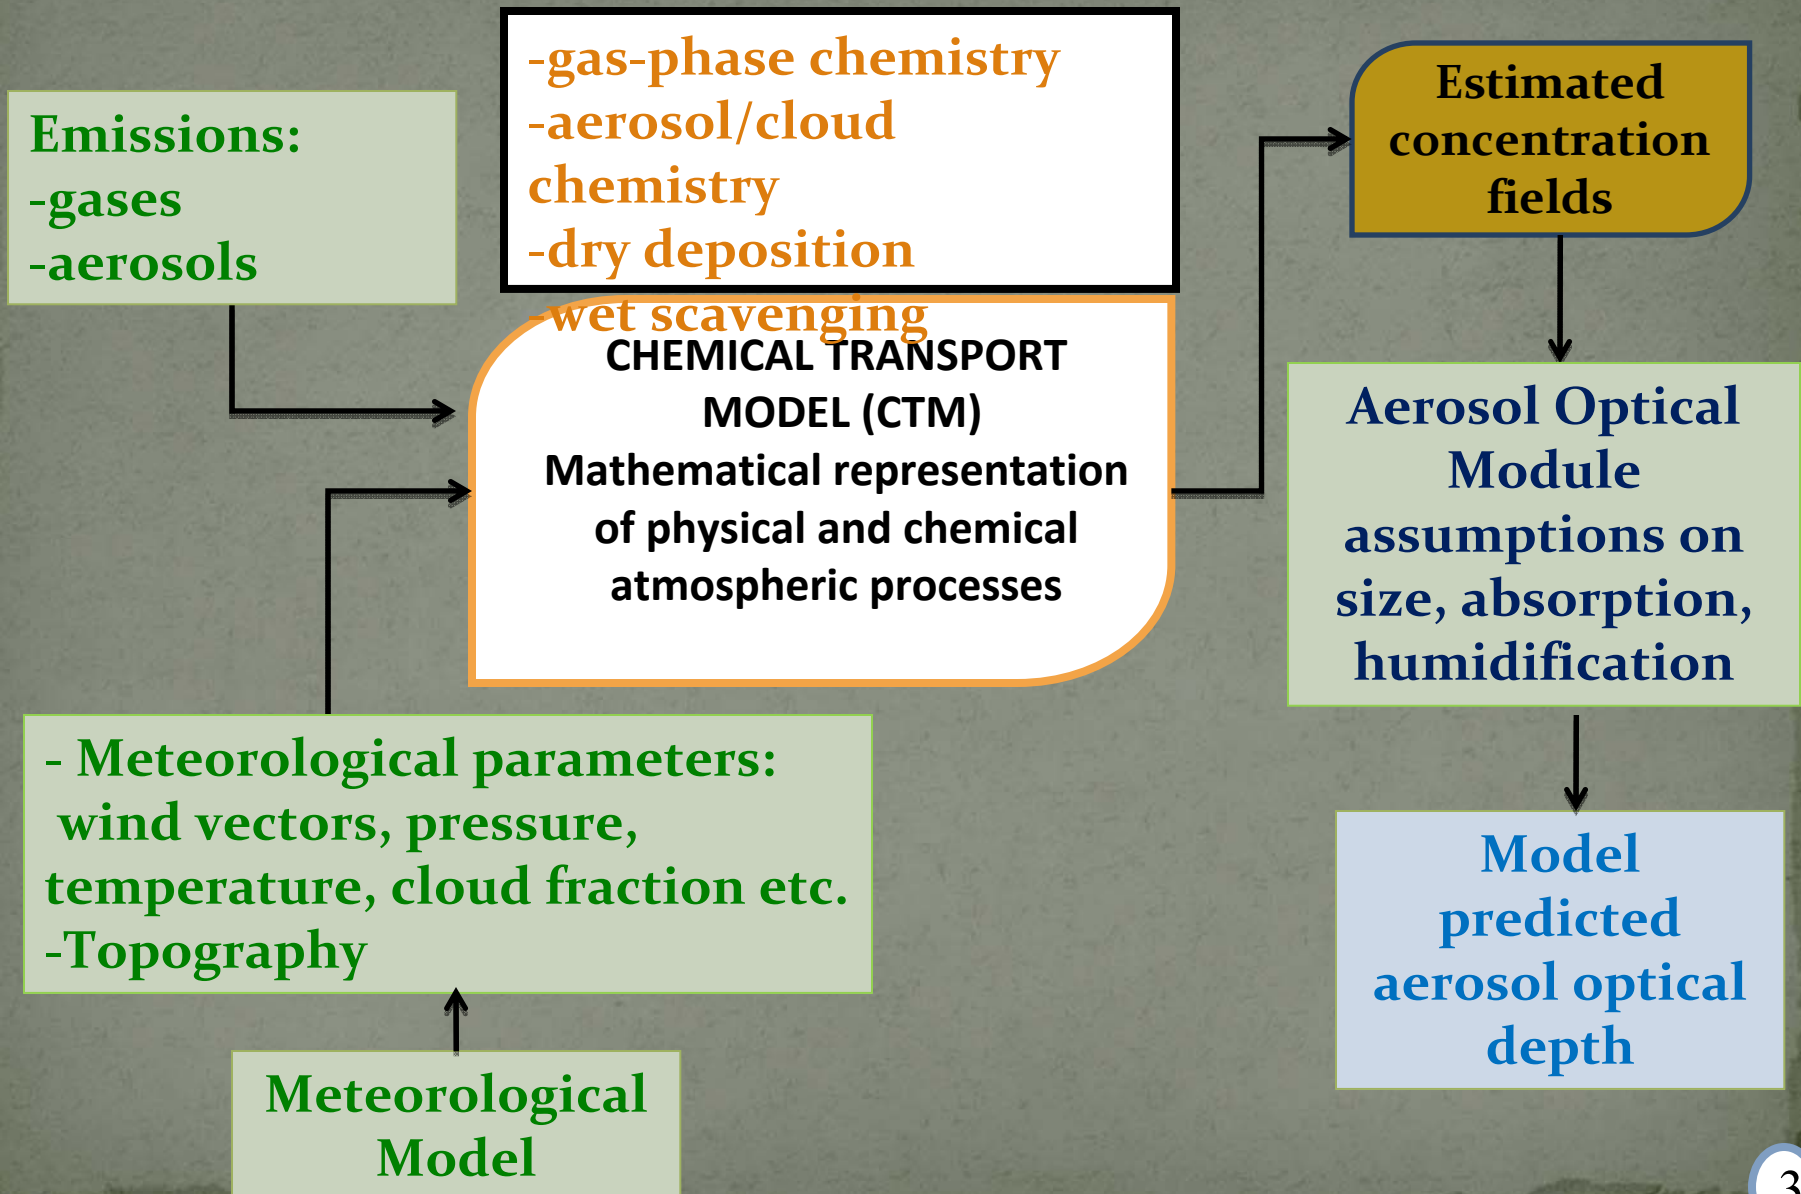 Emissions:
-gases
-aerosols
-gas-phase chemistry
-aerosol/cloud
chemistry
-dry deposition
-wet scavenging
CHEMICAL TRANSPORT
MODEL (CTM)
Mathematical representation
of physical and chemical
atmospheric processes
- Meteorological parameters:
wind vectors, pressure,
temperature, cloud fraction etc.
-Topography
Meteorological
Model
Estimated
concentration
fields
Aerosol Optical
Module
assumptions on
size, absorption,
humidification
Model
predicted
aerosol optical
depth
3